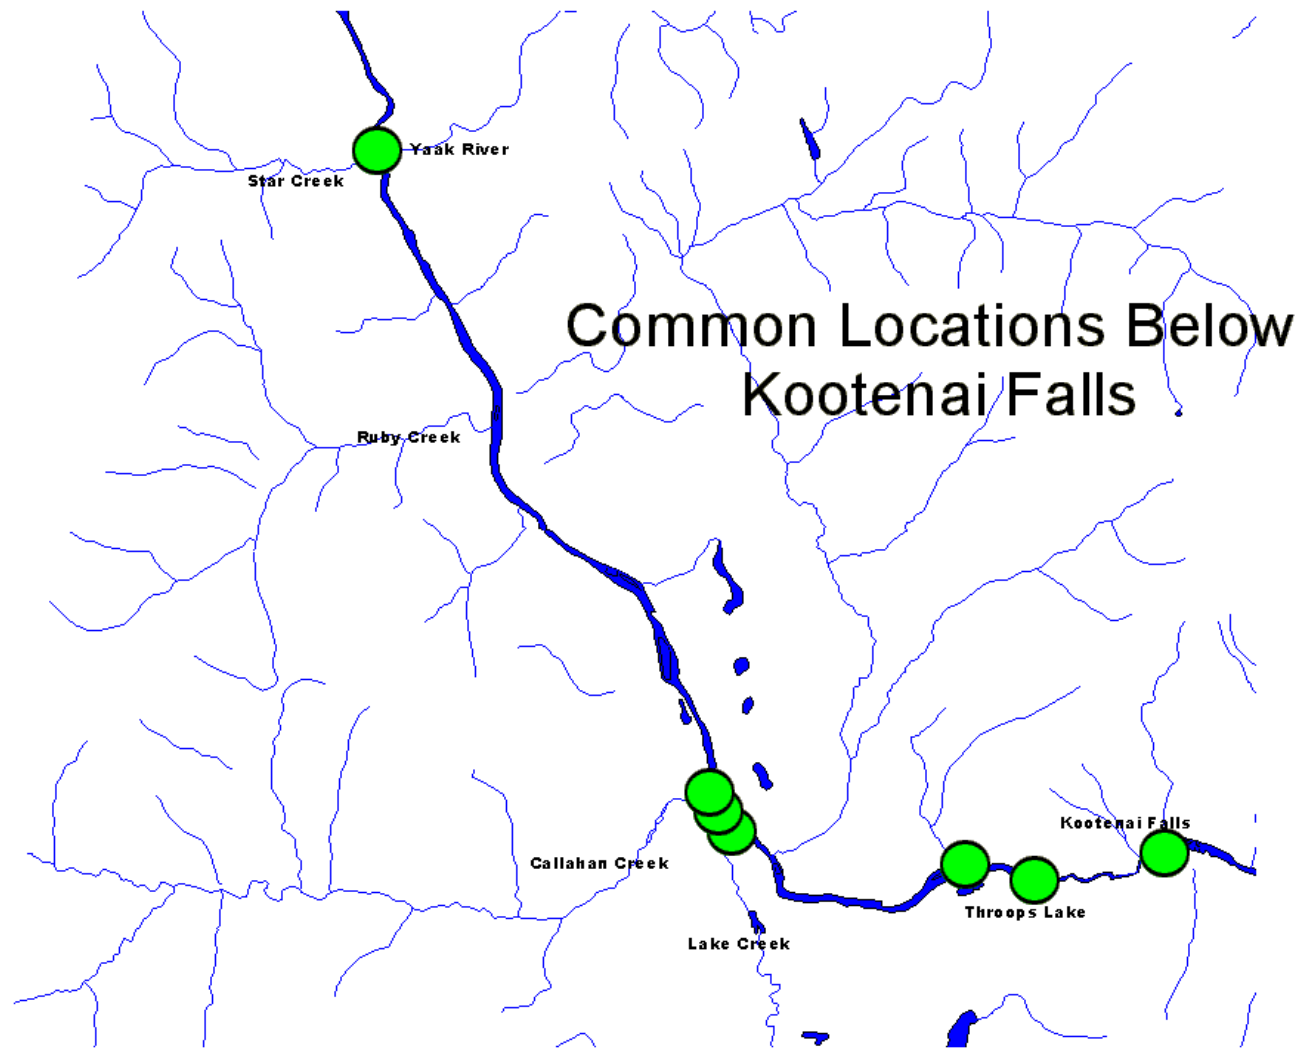 Yaak River
Star Creek
Common Locations Below
Kootenai Falls
Ruby Creek
Kootenai Falls
Callahan Creek
Throops Lake
Lake Creek